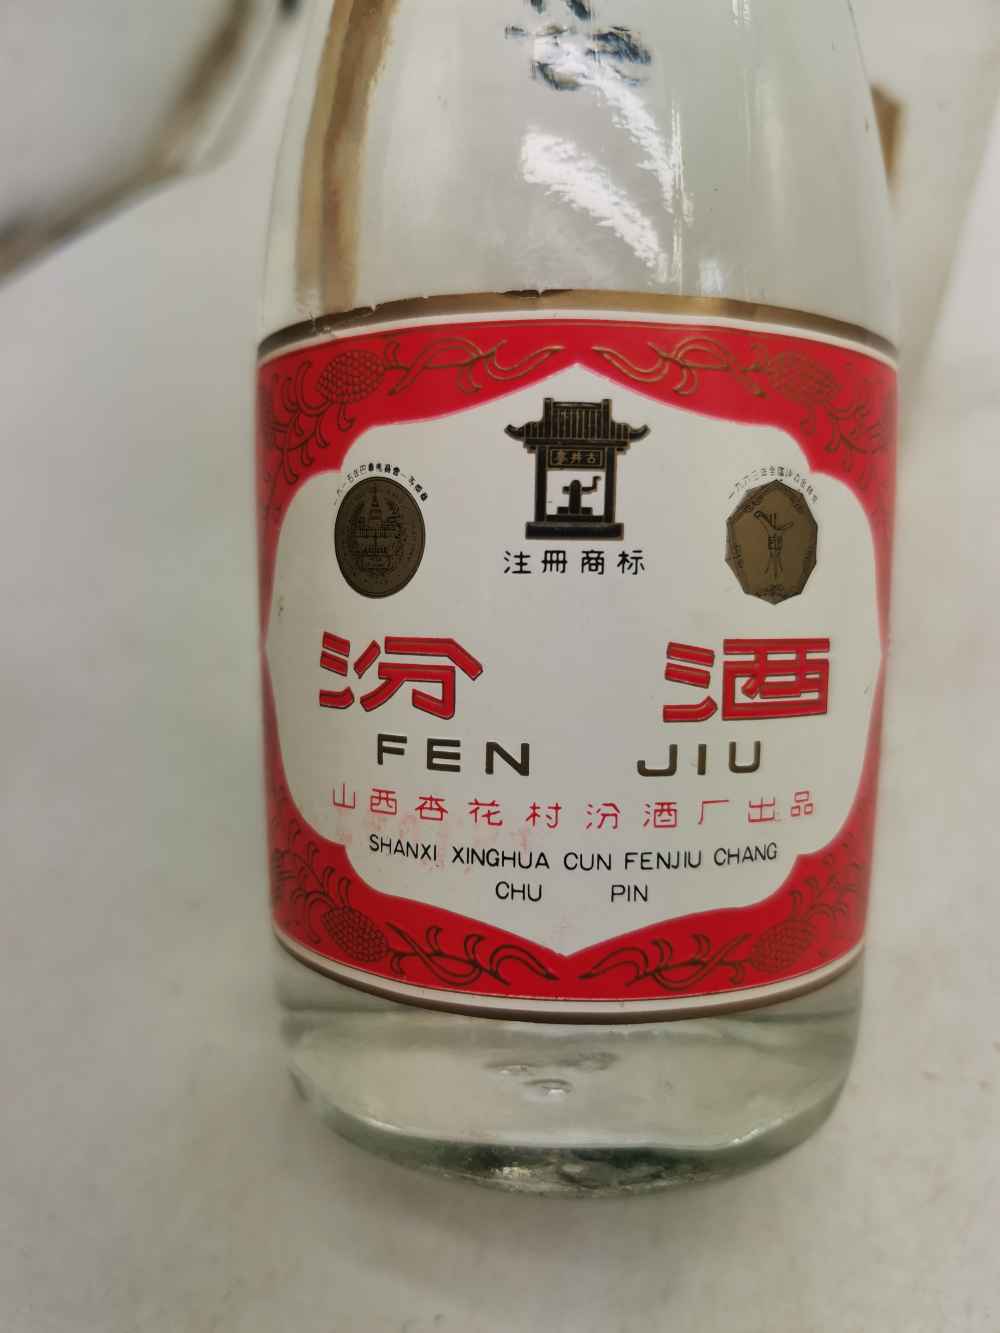 古井亭
注册商标
汾酒
FEN JIU
山西杏花村汾酒厂出品
SHANXI XINGHUA CUN FENJIU CHANG
CHU PIN